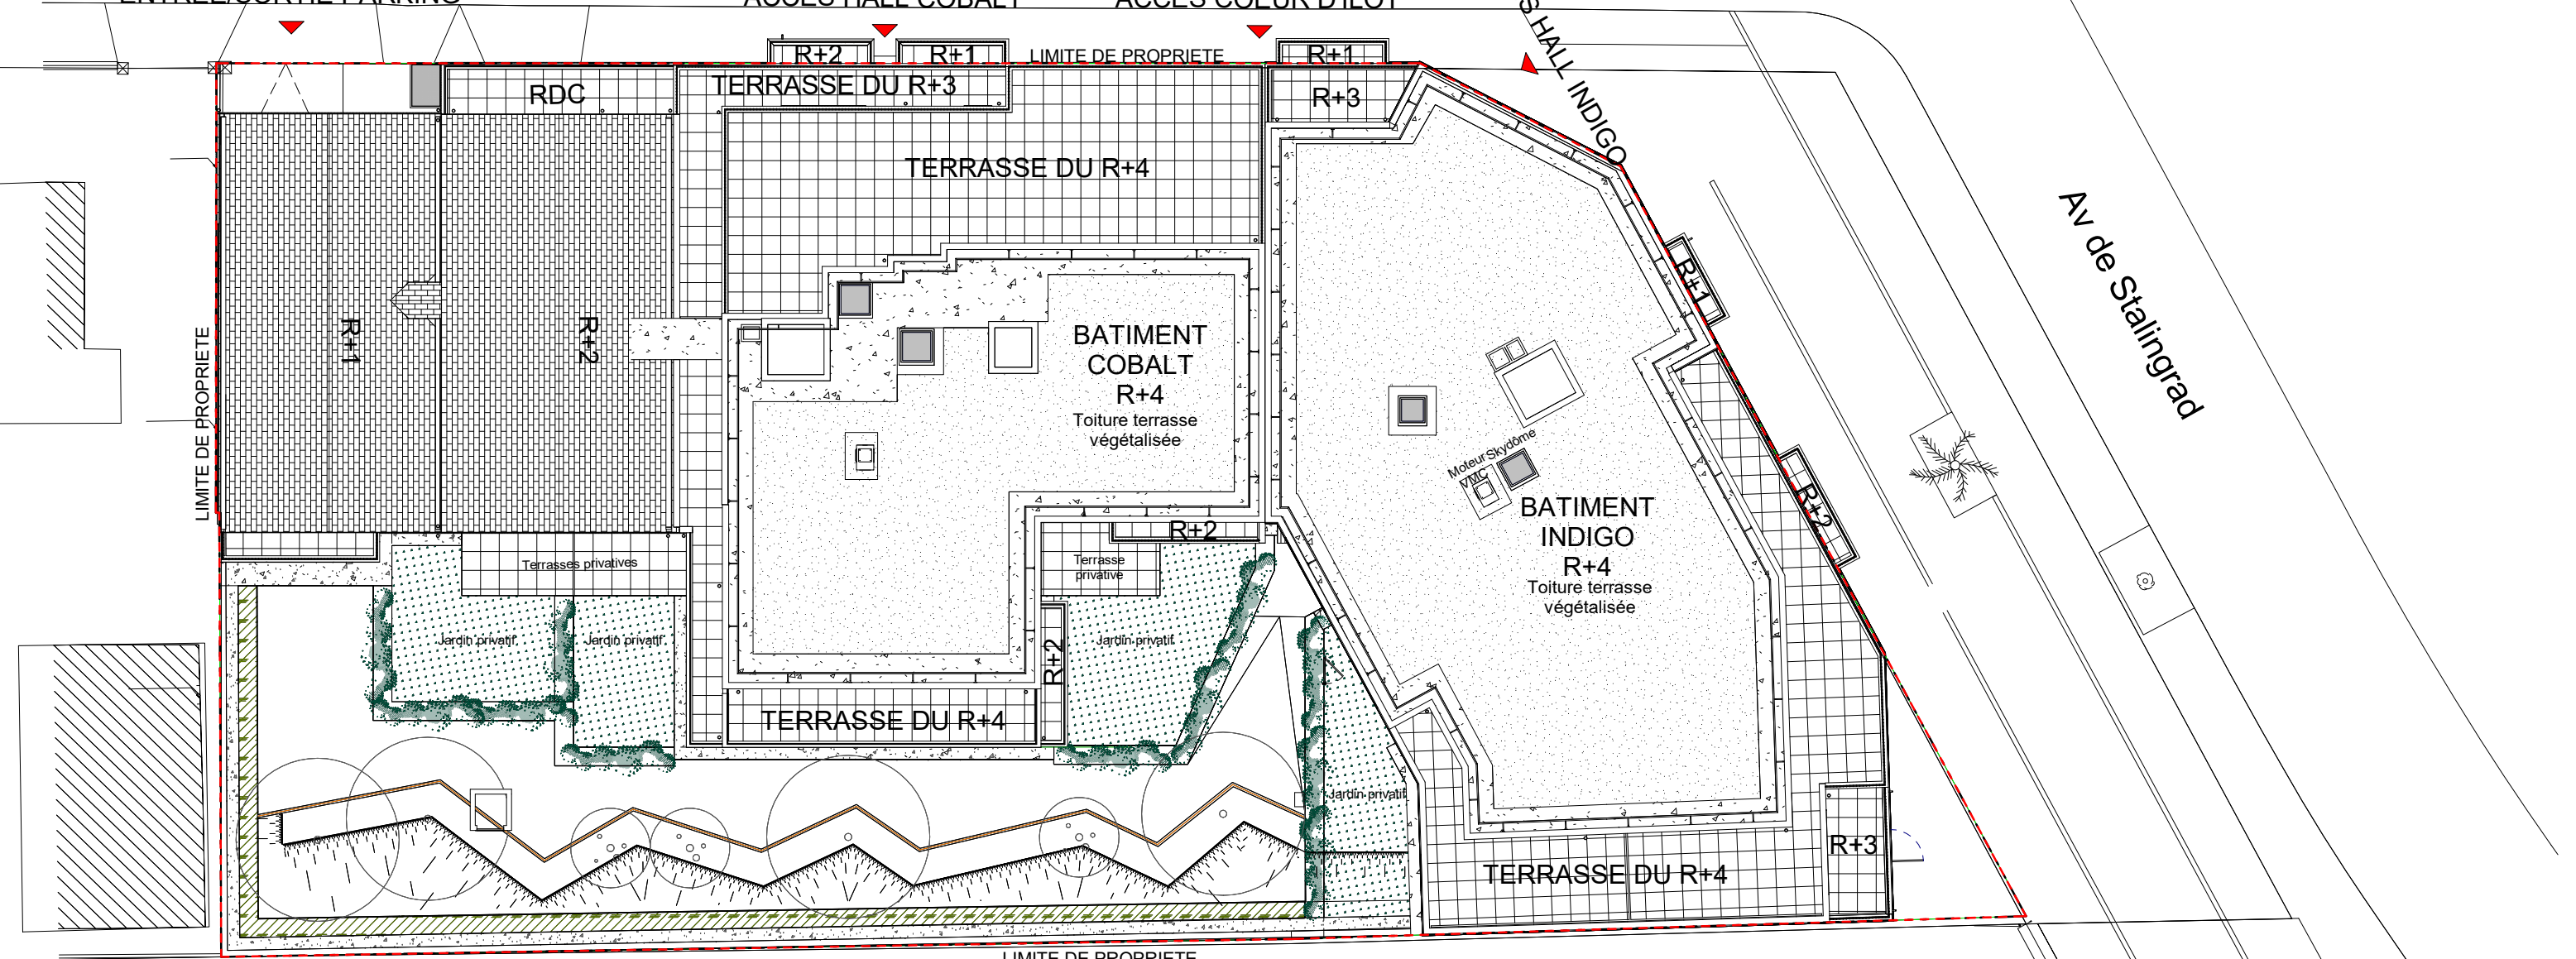 ENTREE/SORTIE PARKING
ACCES HALL COBALT
ACCES COEUR D'ILOT
S HALL INDIGO
R+2
R+1
LIMITE DE PROPRIETE
R+1
RDC
TERRASSE DU R+3
R+3
TERRASSE DU R+4
Av de Stalingrad
R+1
LIMITE DE PROPRIETE
R+1
R+2
BATIMENT
COBALT
R+4
Toiture terrasse
végétalisée
Moteur
VMC
Skydôme
R+2
BATIMENT
INDIGO
R+4
Toiture terrasse
végétalisée
R+2
Terrasses privatives
Terrasse
privative
Jardin privatif
Jardin privatif
R+2
Jardin privatif
TERRASSE DU R+4
Jardin privatif
R+3
TERRASSE DU R+4
LIMITE DE PROPRIETE